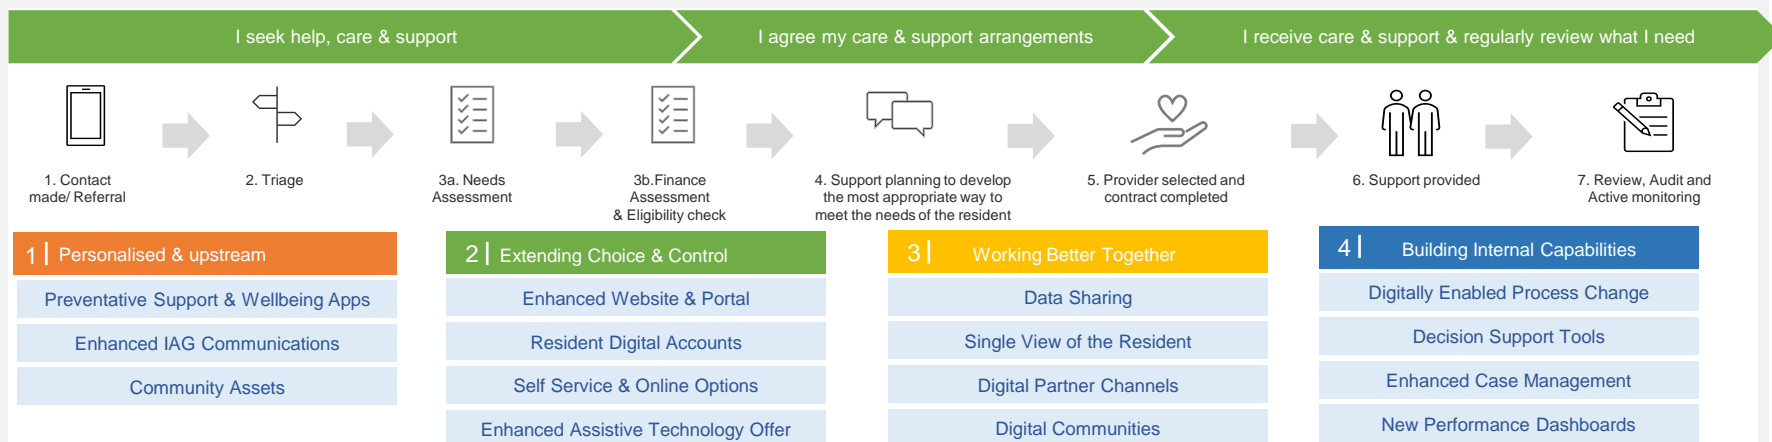 I seek help, care & support
I agree my care & support arrangements
I receive care & support & regularly review what I need
1. Contact
made/ Referral
2. Triage
3a. Needs
Assessment
3b.Finance
Assessment
& Eligibility check
4. Support planning to develop
the most appropriate way to
meet the needs of the resident
5. Provider selected and
contract completed
6. Support provided
7. Review, Audit and
Active monitoring
1 | Personalised & upstream
Preventative Support & Wellbeing Apps
Enhanced IAG Communications
Community Assets
2 | Extending Choice & Control
Enhanced Website & Portal
Resident Digital Accounts
Self Service & Online Options
Enhanced Assistive Technology Offer
3 | Working Better Together
Data Sharing
Single View of the Resident
Digital Partner Channels
Digital Communities
4 | Building Internal Capabilities
Digitally Enabled Process Change
Decision Support Tools
Enhanced Case Management
New Performance Dashboards